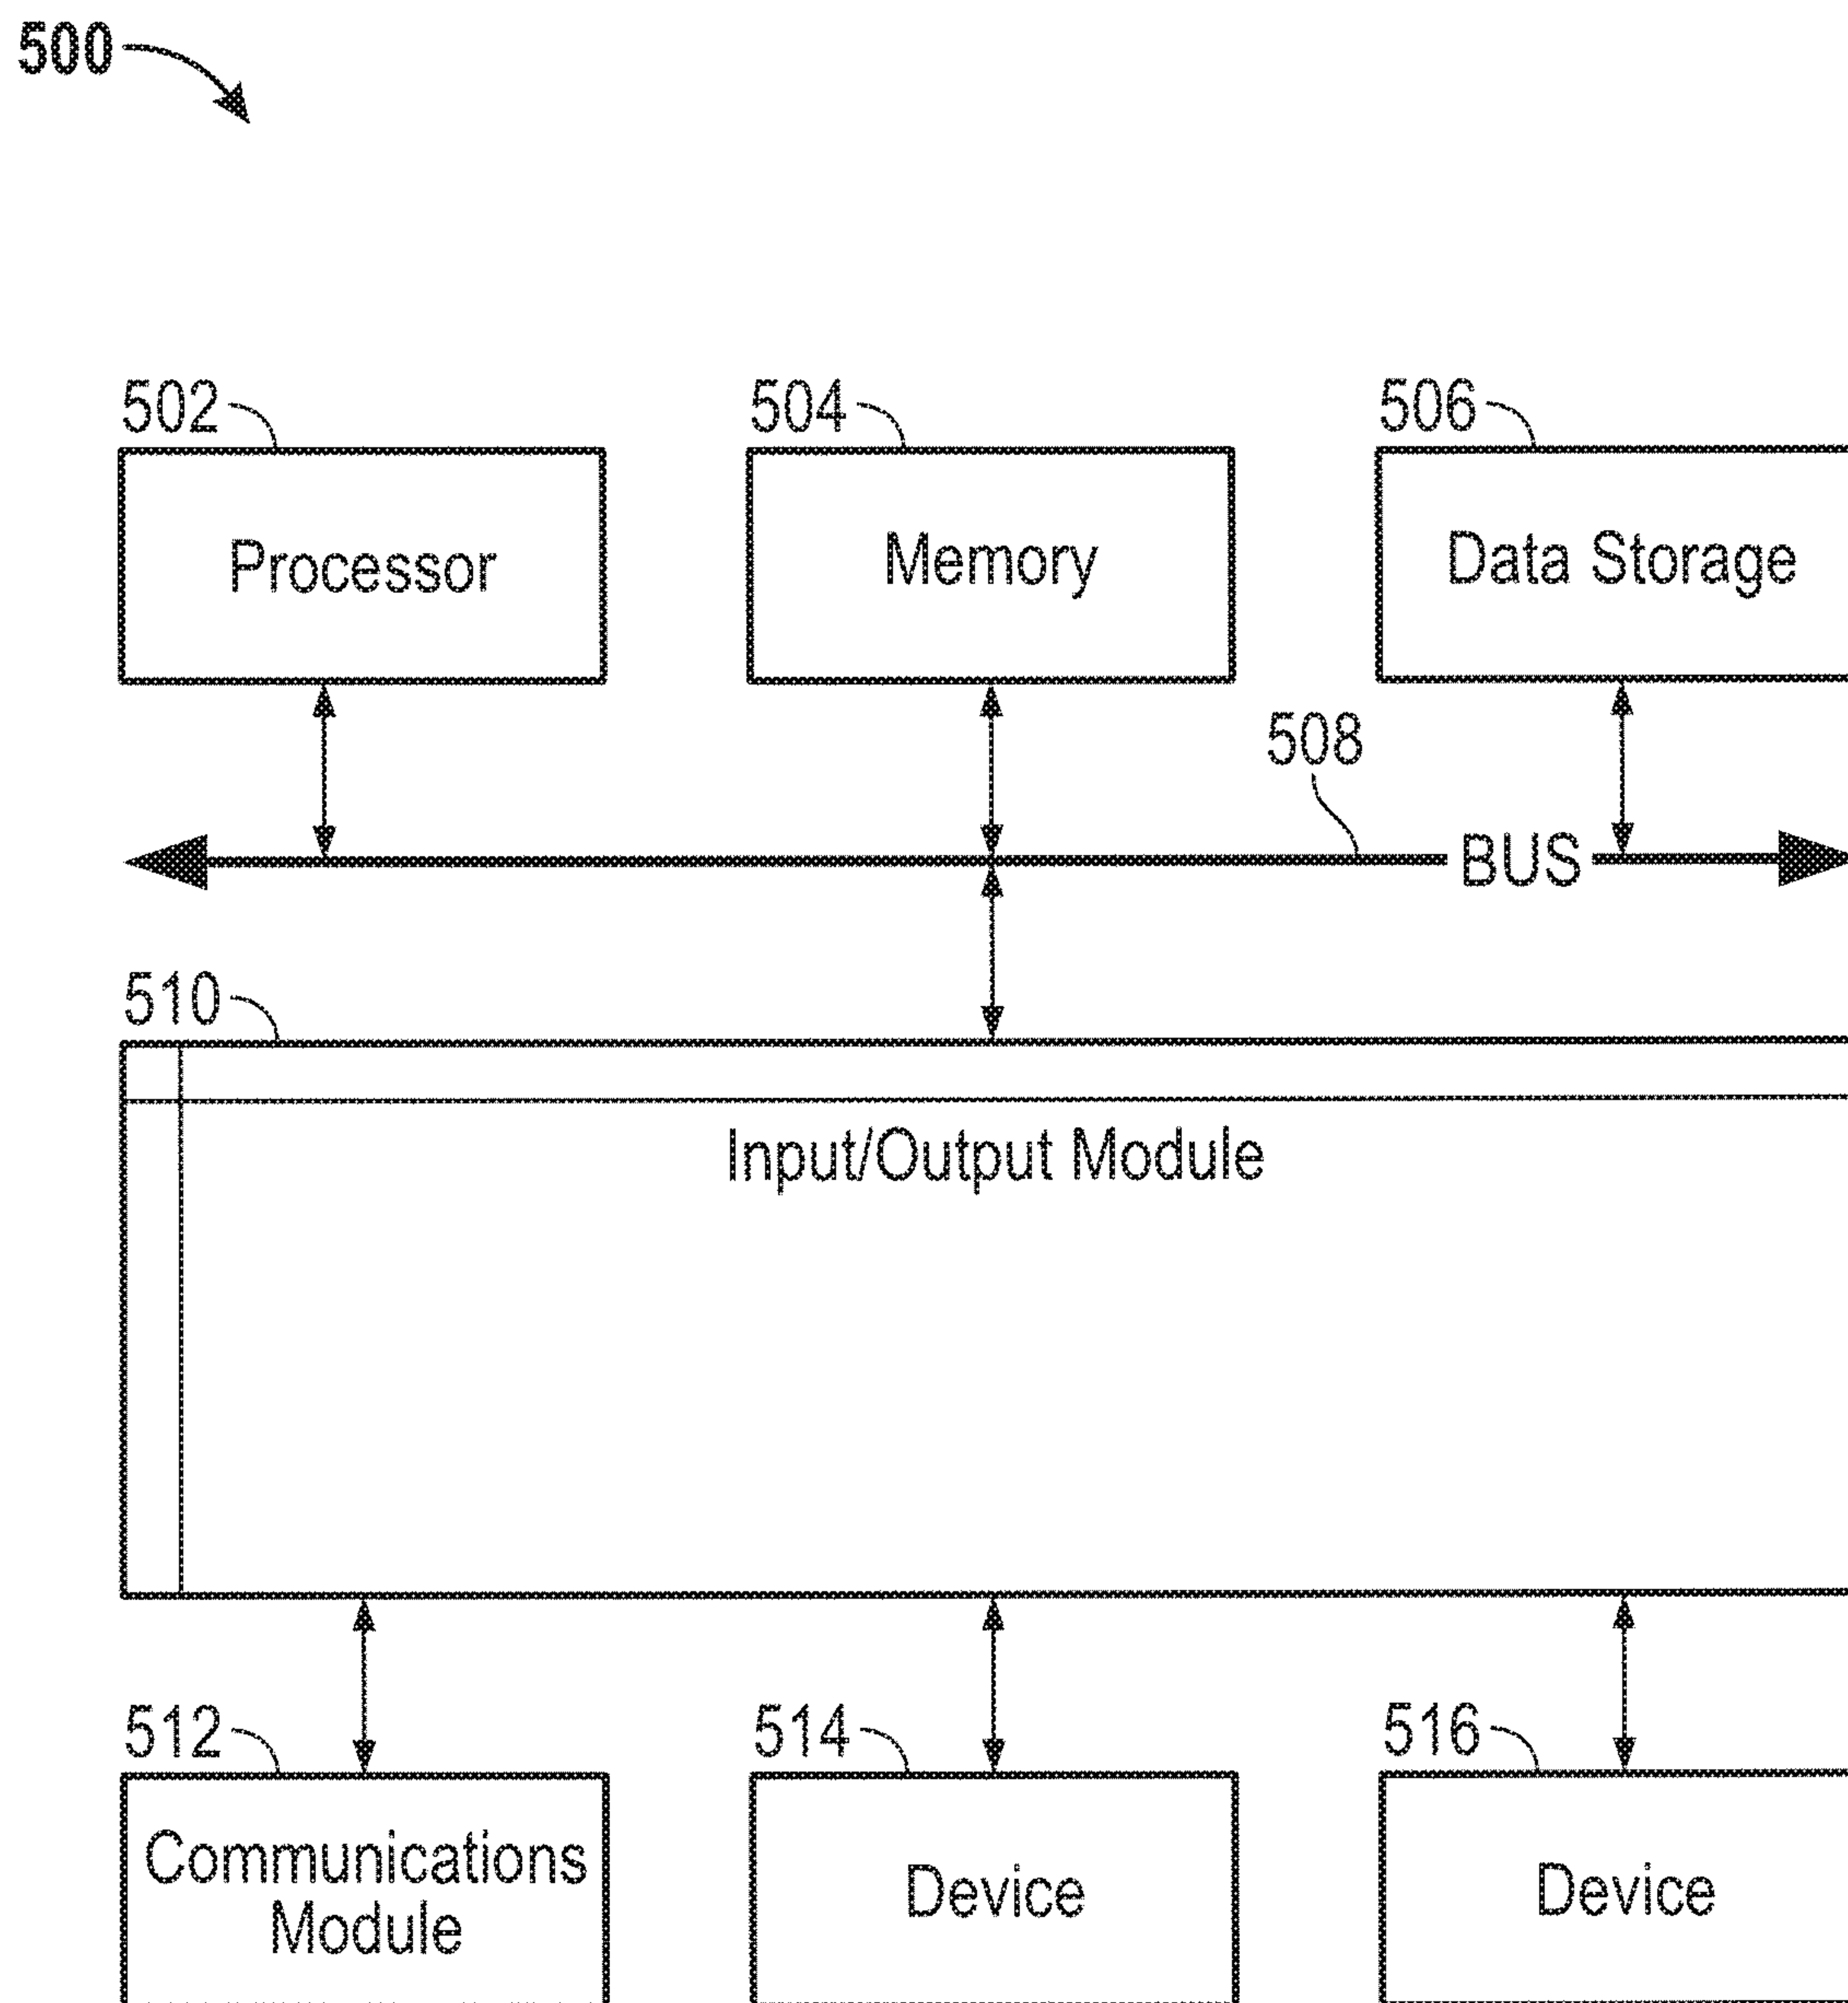 500
502
504
506
Processor
Memory
Data Storage
508
BUS
510
Input/Output Module
512
514
516
Communications
Module
Device
Device